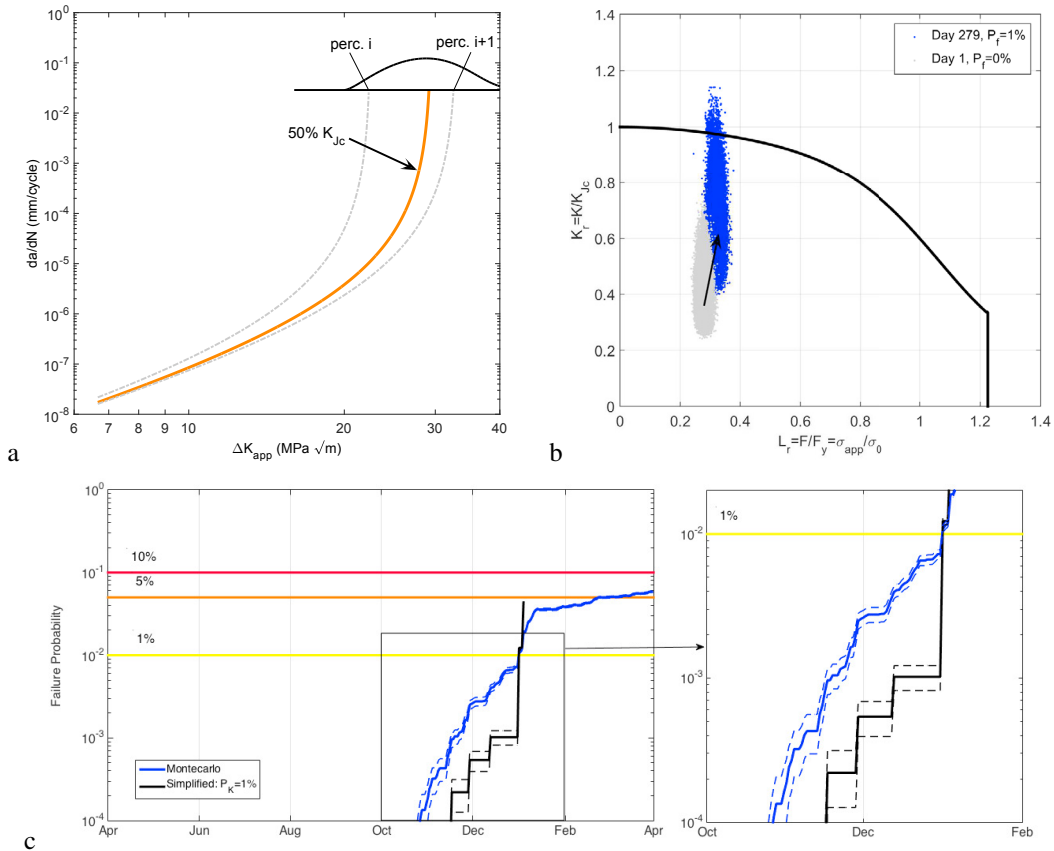 10⁰
10⁻¹
10⁻²
10⁻³
10⁻⁴
10⁻⁵
10⁻⁶
10⁻⁷
10⁻⁸
da/dN (mm/cycle)
perc. i
perc. i+1
50% K_Jc
6 7 8 9 10 20 30 40
ΔK_app (MPa √m)
a
1.4
1.2
1
0.8
0.6
0.4
0.2
0
K_r=K/K_Jc
Day 279, P_f=1%
Day 1, P_f=0%
0 0.2 0.4 0.6 0.8 1 1.2 1.4
L_r=F/F_y=σ_app/σ_0
b
10⁰
10⁻¹
10⁻²
10⁻³
10⁻⁴
Failure Probability
10%
5%
1%
Montecarlo
Simplified: P_K=1%
Apr Jun Aug Oct Dec Feb Apr
c
1%
10⁻²
10⁻³
10⁻⁴
Oct Dec Feb